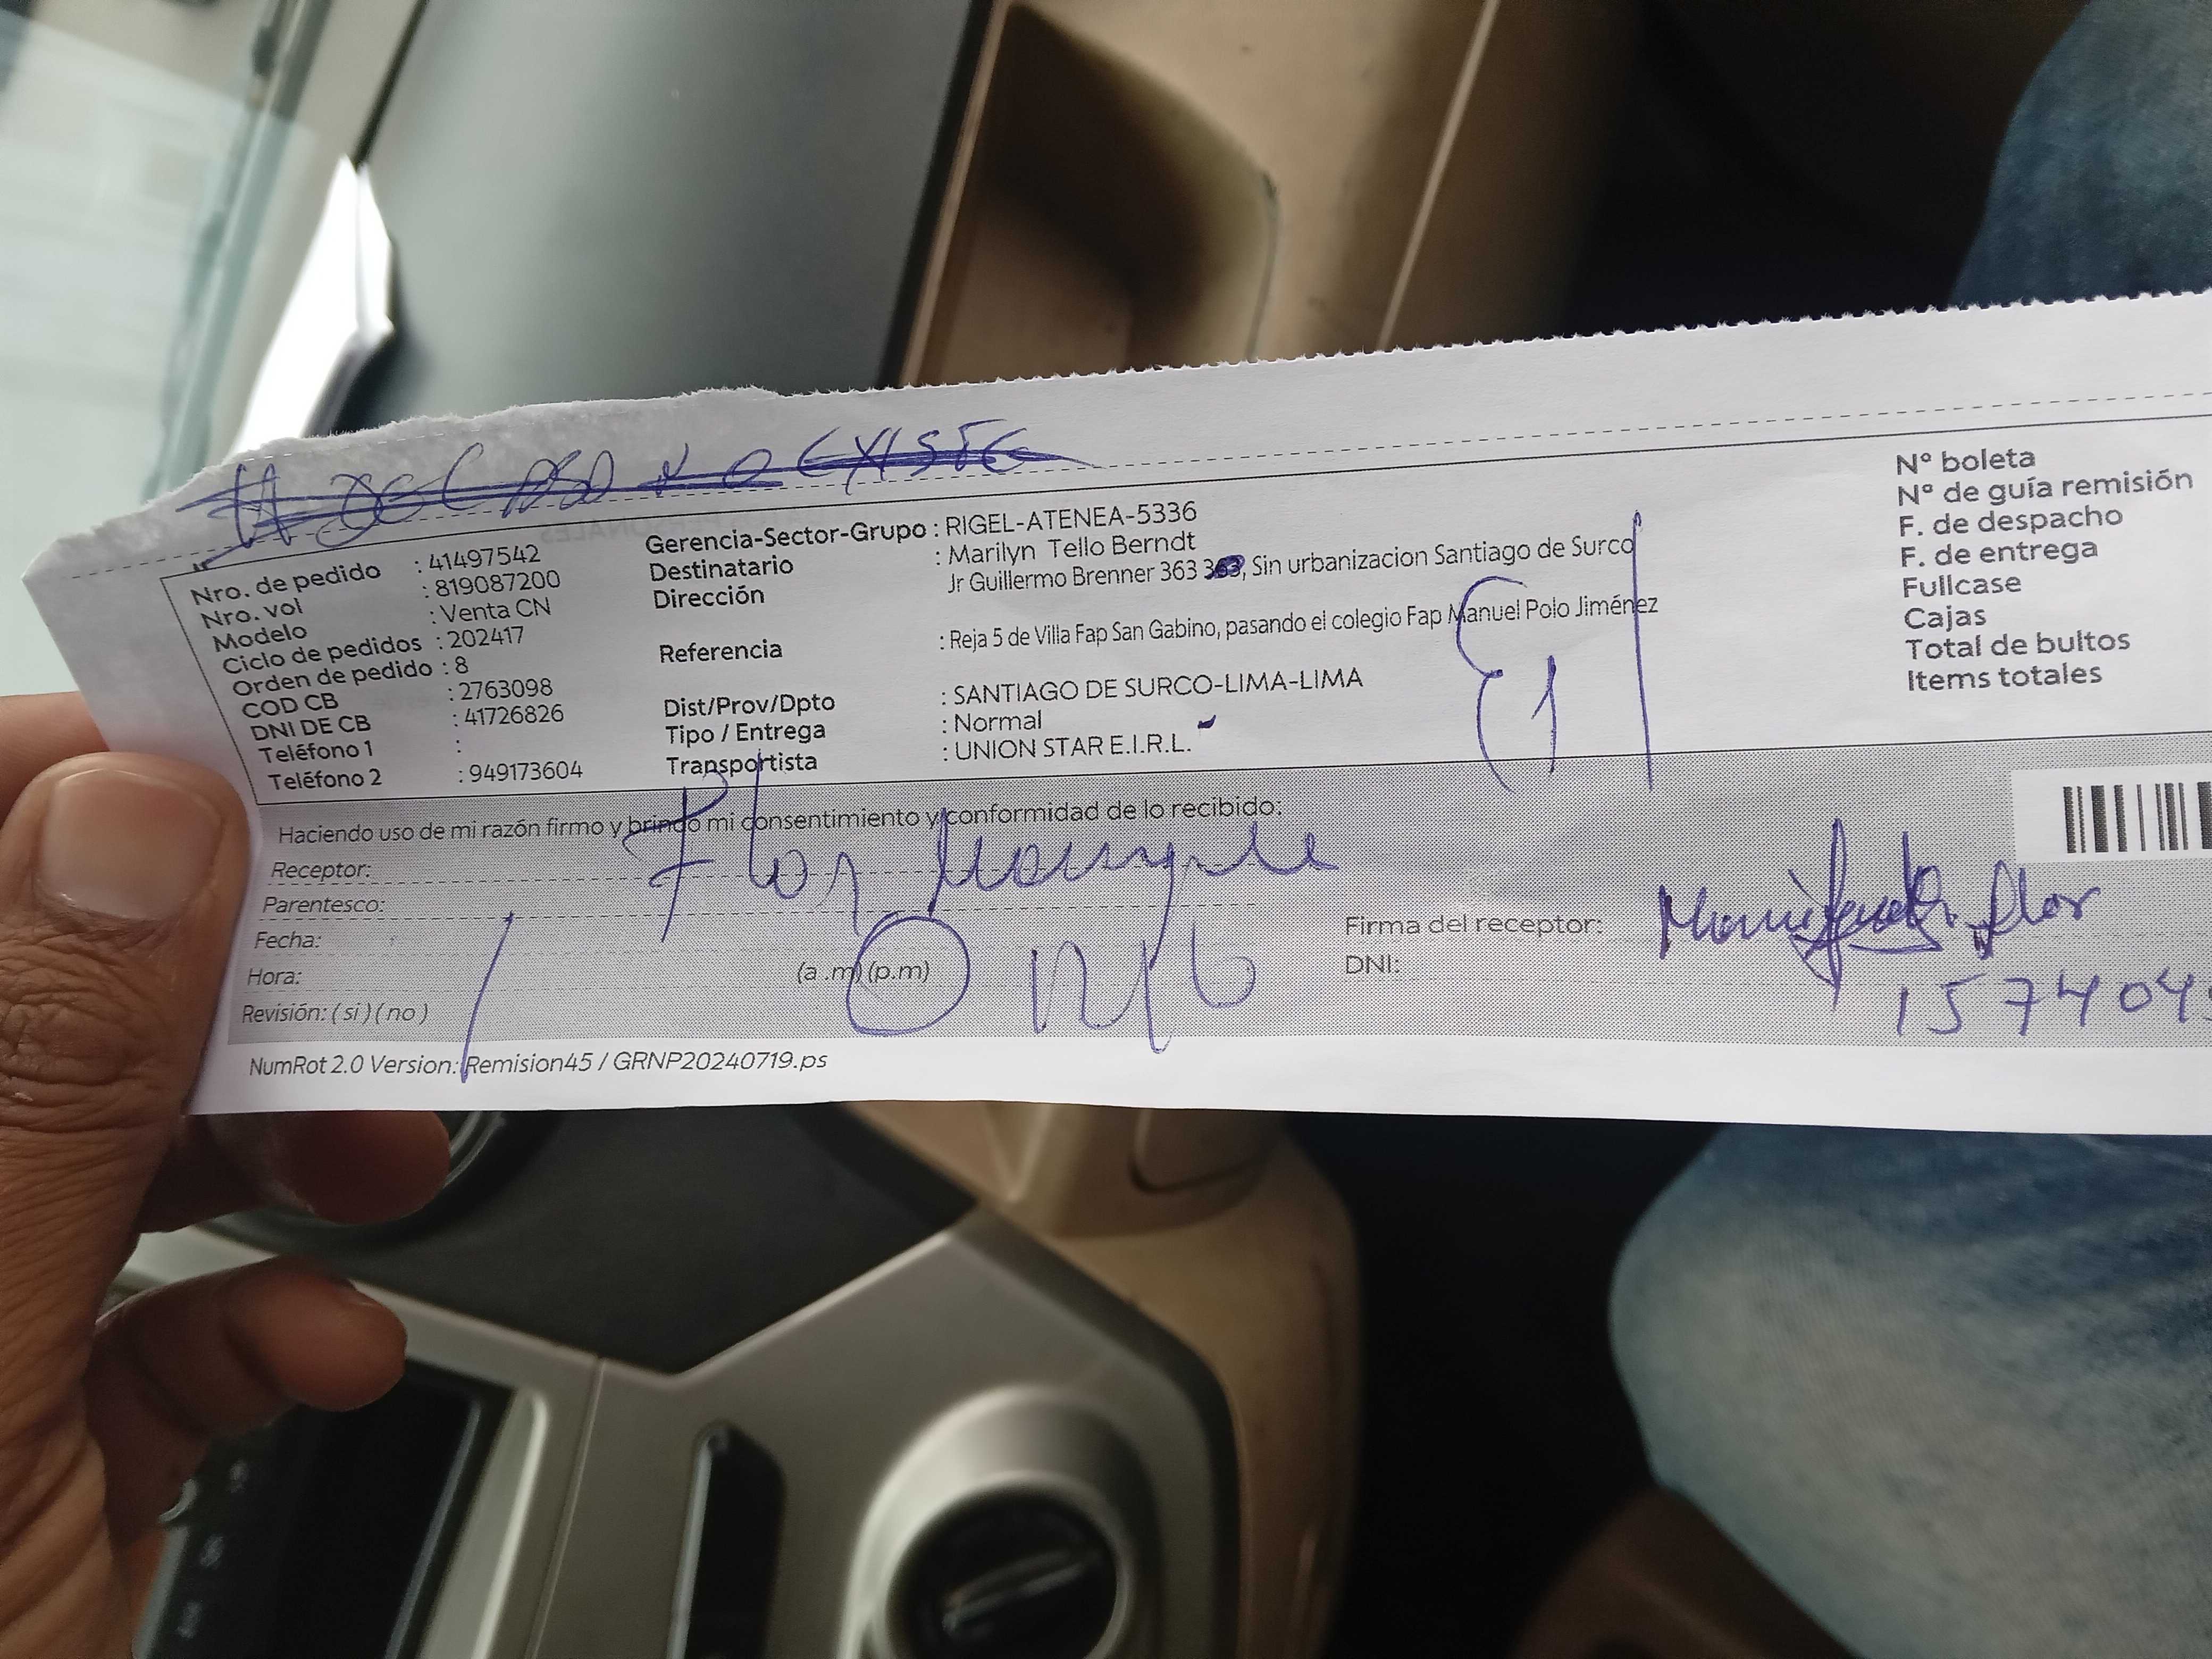 # DE CASA NO EXISTE
Nro. de pedido : 41497542
Nro. vol : 819087200
Modelo : Venta CN
Ciclo de pedidos : 202417
Orden de pedido : 8
COD CB : 2763098
DNI DE CB : 41726826
Teléfono 1 :
Teléfono 2 : 949173604
Gerencia-Sector-Grupo : RIGEL-ATENEA-5336
Destinatario : Marilyn Tello Berndt
Dirección Jr Guillermo Brenner 363 363, Sin urbanizacion Santiago de Surco
Referencia : Reja 5 de Villa Fap San Gabino, pasando el colegio Fap Manuel Polo Jiménez
Dist/Prov/Dpto : SANTIAGO DE SURCO-LIMA-LIMA
Tipo / Entrega : Normal
Transportista : UNION STAR E.I.R.L.
N° boleta
N° de guía remisión
F. de despacho
F. de entrega
Fullcase
Cajas
Total de bultos
Items totales
Haciendo uso de mi razón firmo y brindo mi consentimiento y conformidad de lo recibido:
Receptor: Flor
Parentesco:
Fecha:
Hora: (a.m) (p.m)
Revisión: ( si ) ( no )
Firma del receptor: Flor
DNI: 157404
NumRot 2.0 Version: Remision45 / GRNP20240719.ps